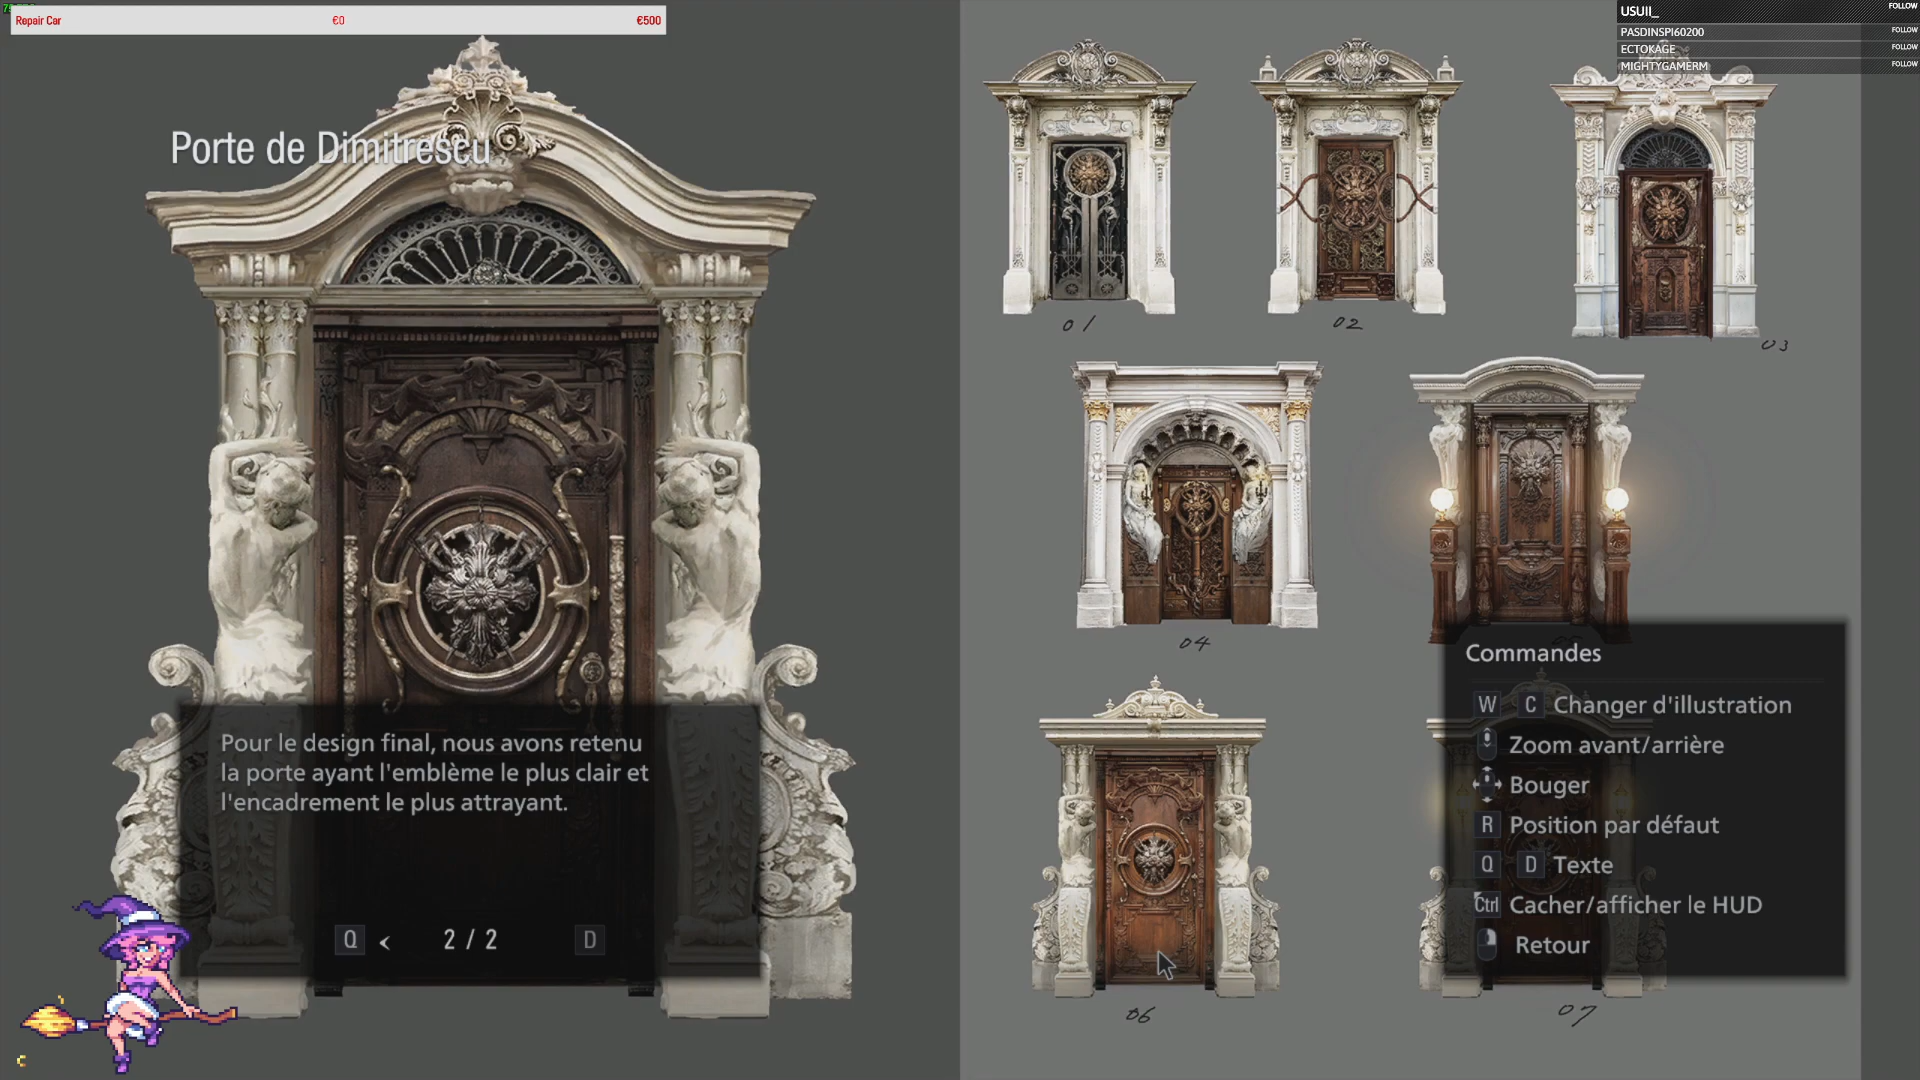 Repair Car €0 €500
USUII_ FOLLOW
PASDINSPI60200 FOLLOW
ECTOKAGE FOLLOW
MIGHTYGAMERM FOLLOW
Porte de Dimitrescu
01
02
03
04
06
07
Pour le design final, nous avons retenu
la porte ayant l'emblème le plus clair et
l'encadrement le plus attrayant.
Q < 2 / 2 D
Commandes
W C Changer d'illustration
Zoom avant/arrière
Bouger
R Position par défaut
Q D Texte
Ctrl Cacher/afficher le HUD
Retour